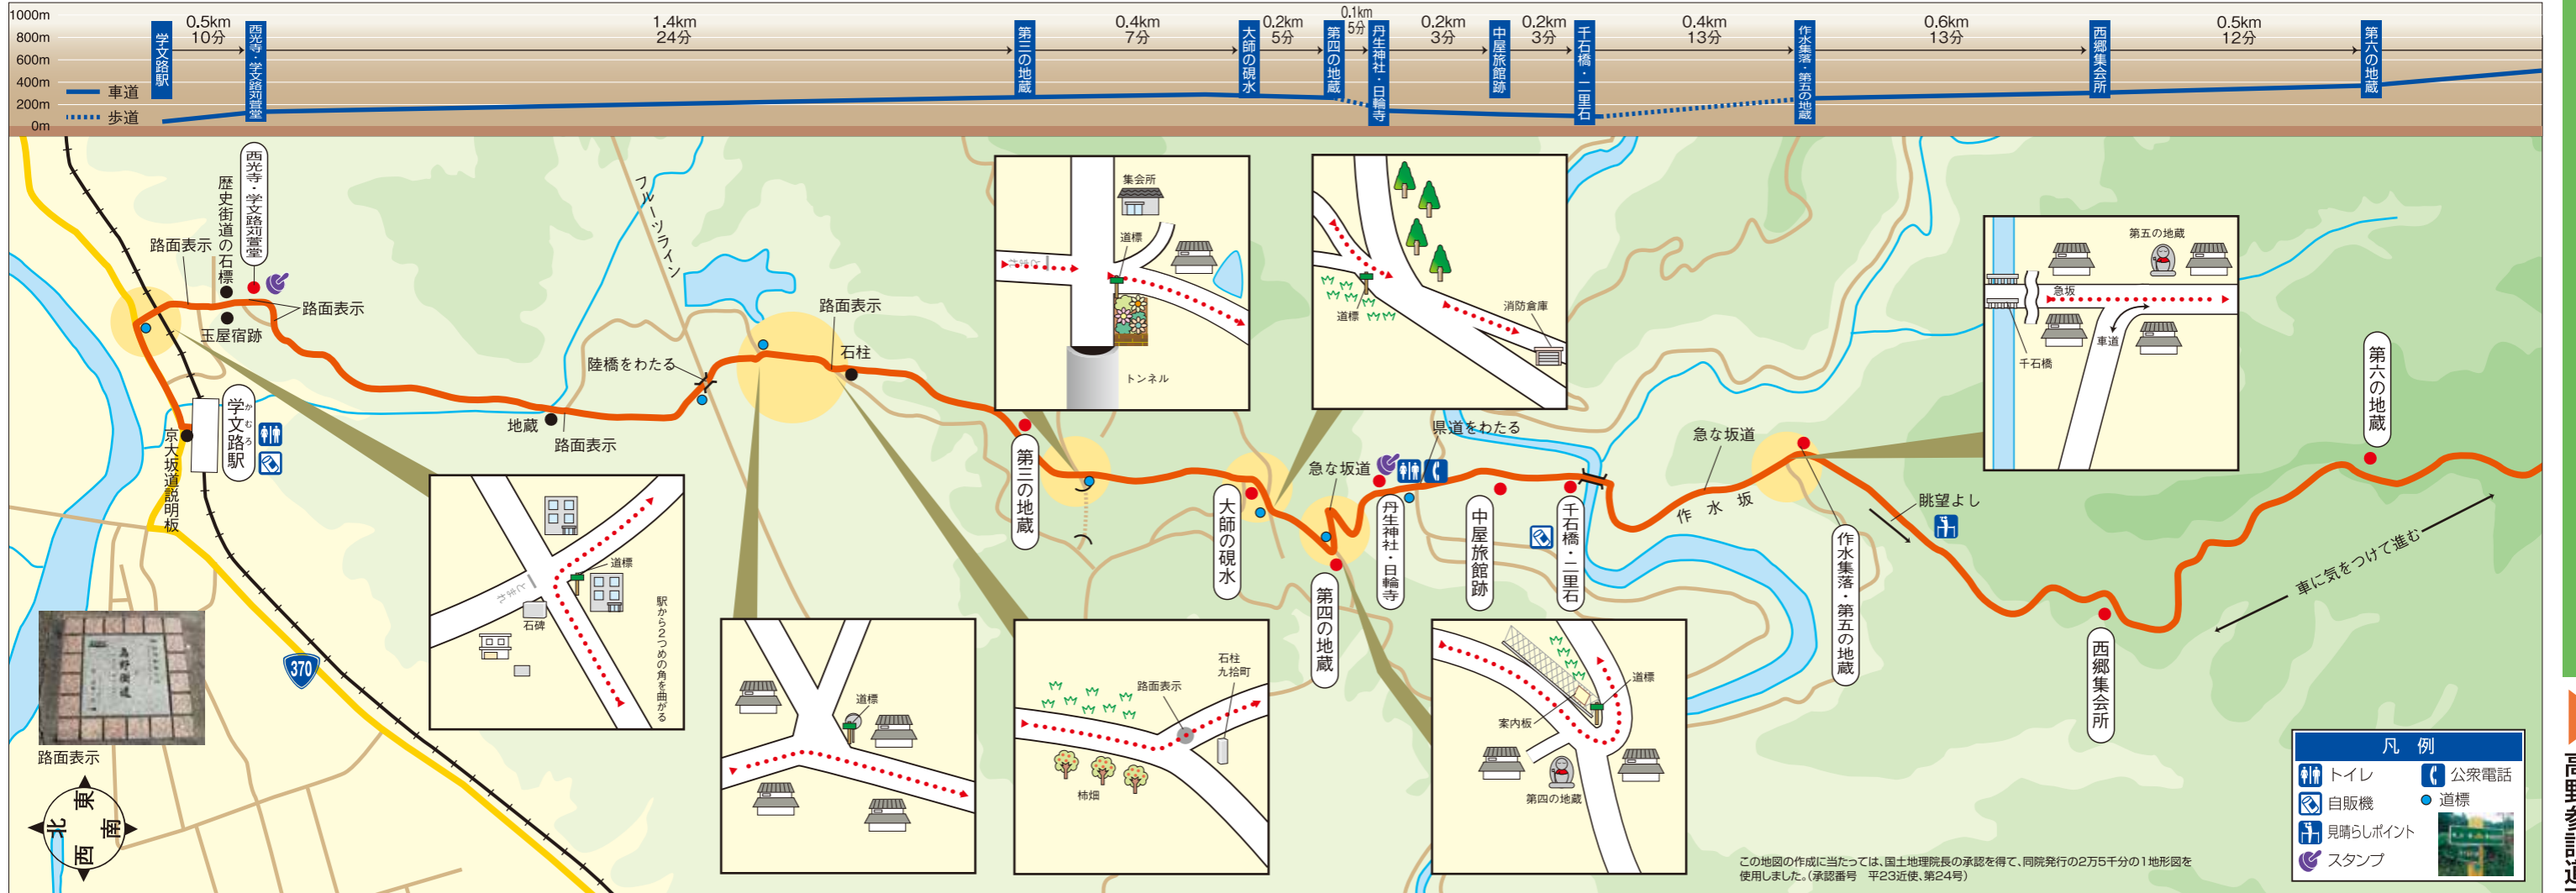 1000m
800m
600m
400m
200m
0m
車道
歩道
学文路駅
0.5km
10分
西光寺・学文路苅萱堂
1.4km
24分
第三の地蔵
0.4km
7分
大師の硯水
0.2km
5分
第四の地蔵
0.1km
5分
丹生神社・日輪寺
0.2km
3分
中屋旅館跡
0.2km
3分
千石橋・二里石
0.4km
13分
作水集落・第五の地蔵
0.6km
13分
西郷集会所
0.5km
12分
第六の地蔵
西光寺・学文路苅萱堂
歴史街道の石標
路面表示
路面表示
玉屋宿跡
学文路駅
かむろ
京大坂道説明板
地蔵
路面表示
フルーツライン
陸橋をわたる
路面表示
石柱
第三の地蔵
大師の硯水
急な坂道
第四の地蔵
県道をわたる
丹生神社・日輪寺
中屋旅館跡
千石橋・二里石
急な坂道
作水坂
作水集落・第五の地蔵
眺望よし
西郷集会所
第六の地蔵
車に気をつけて進む
集会所
道標
止まれ
トンネル
道標
消防倉庫
第五の地蔵
急坂
千石橋
車道
道標
止まれ
石碑
駅から2つめの角を曲がる
道標
路面表示
石柱
九拾町
柿畑
道標
案内板
第四の地蔵
370
高野街道
路面表示
東
北
南
西
凡 例
トイレ
公衆電話
自販機
道標
見晴らしポイント
スタンプ
この地図の作成に当たっては、国土地理院長の承認を得て、同院発行の2万5千分の1地形図を
使用しました。(承認番号 平23近使、第24号)
高野参詣道